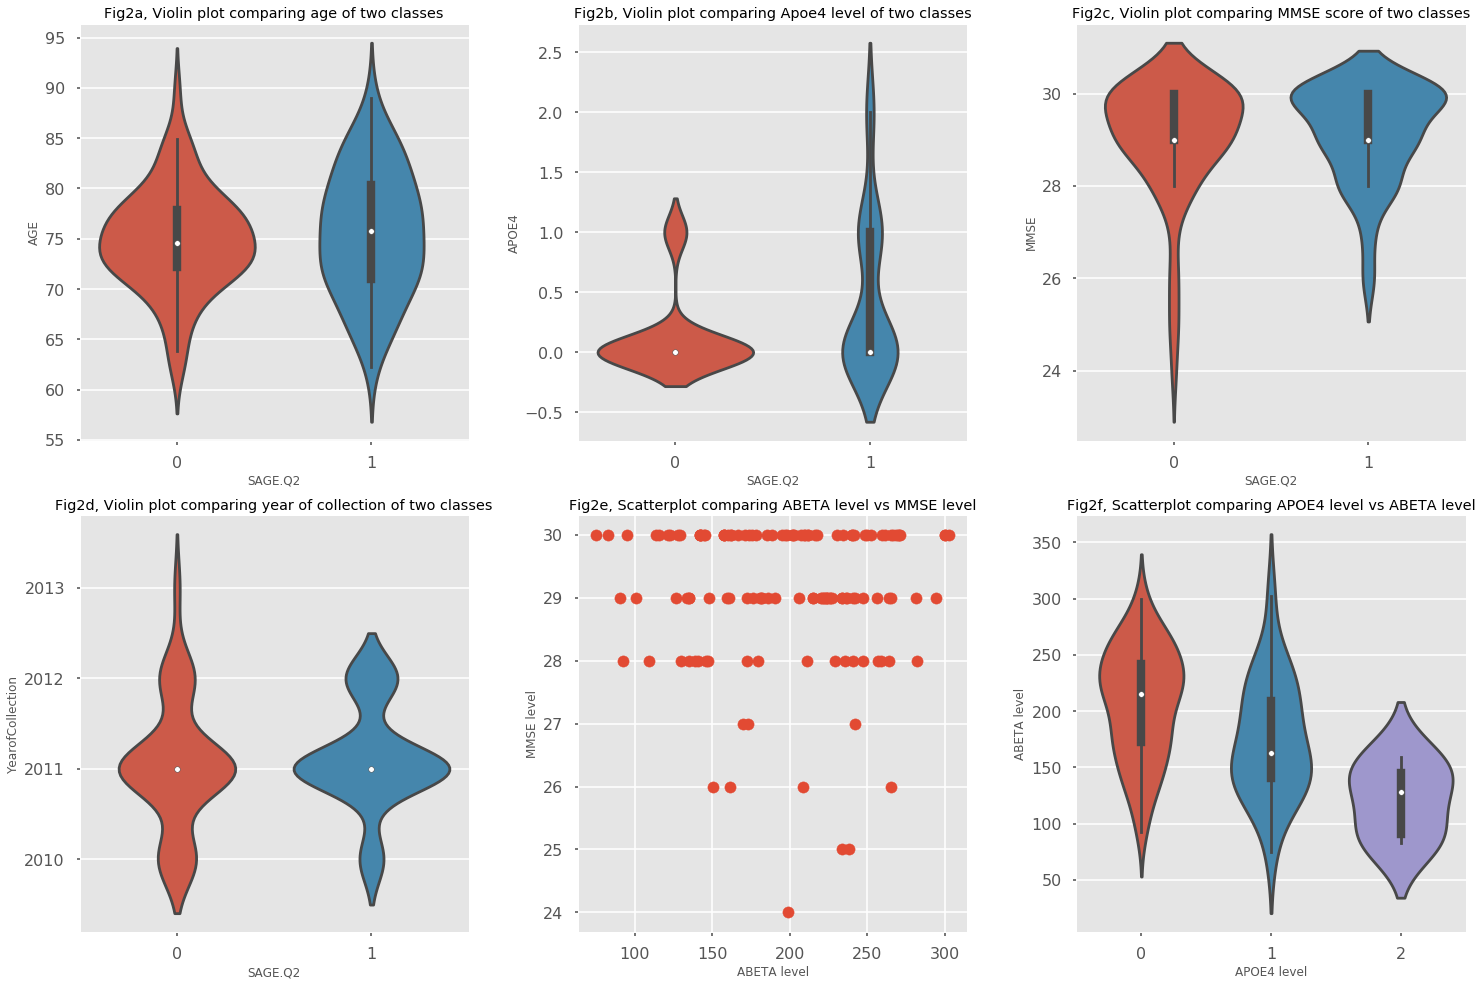 Fig2a, Violin plot comparing age of two classes
95
90
85
80
75
70
65
60
55
AGE
0 1
SAGE.Q2
Fig2b, Violin plot comparing Apoe4 level of two classes
2.5
2.0
1.5
1.0
0.5
0.0
−0.5
APOE4
0 1
SAGE.Q2
Fig2c, Violin plot comparing MMSE score of two classes
30
28
26
24
MMSE
0 1
SAGE.Q2
Fig2d, Violin plot comparing year of collection of two classes
2013
2012
2011
2010
YearofCollection
0 1
SAGE.Q2
Fig2e, Scatterplot comparing ABETA level vs MMSE level
30
29
28
27
26
25
24
MMSE level
100 150 200 250 300
ABETA level
Fig2f, Scatterplot comparing APOE4 level vs ABETA level
350
300
250
200
150
100
50
ABETA level
0 1 2
APOE4 level